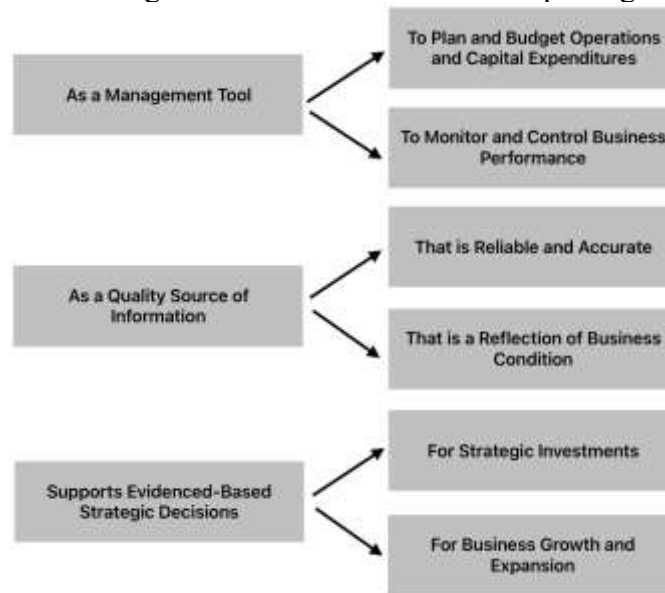 To Plan and Budget Operations
and Capital Expenditures
As a Management Tool
To Monitor and Control Business
Performance
That is Reliable and Accurate
As a Quality Source of
Information
That is a Reflection of Business
Condition
For Strategic Investments
Supports Evidenced-Based
Strategic Decisions
For Business Growth and
Expansion